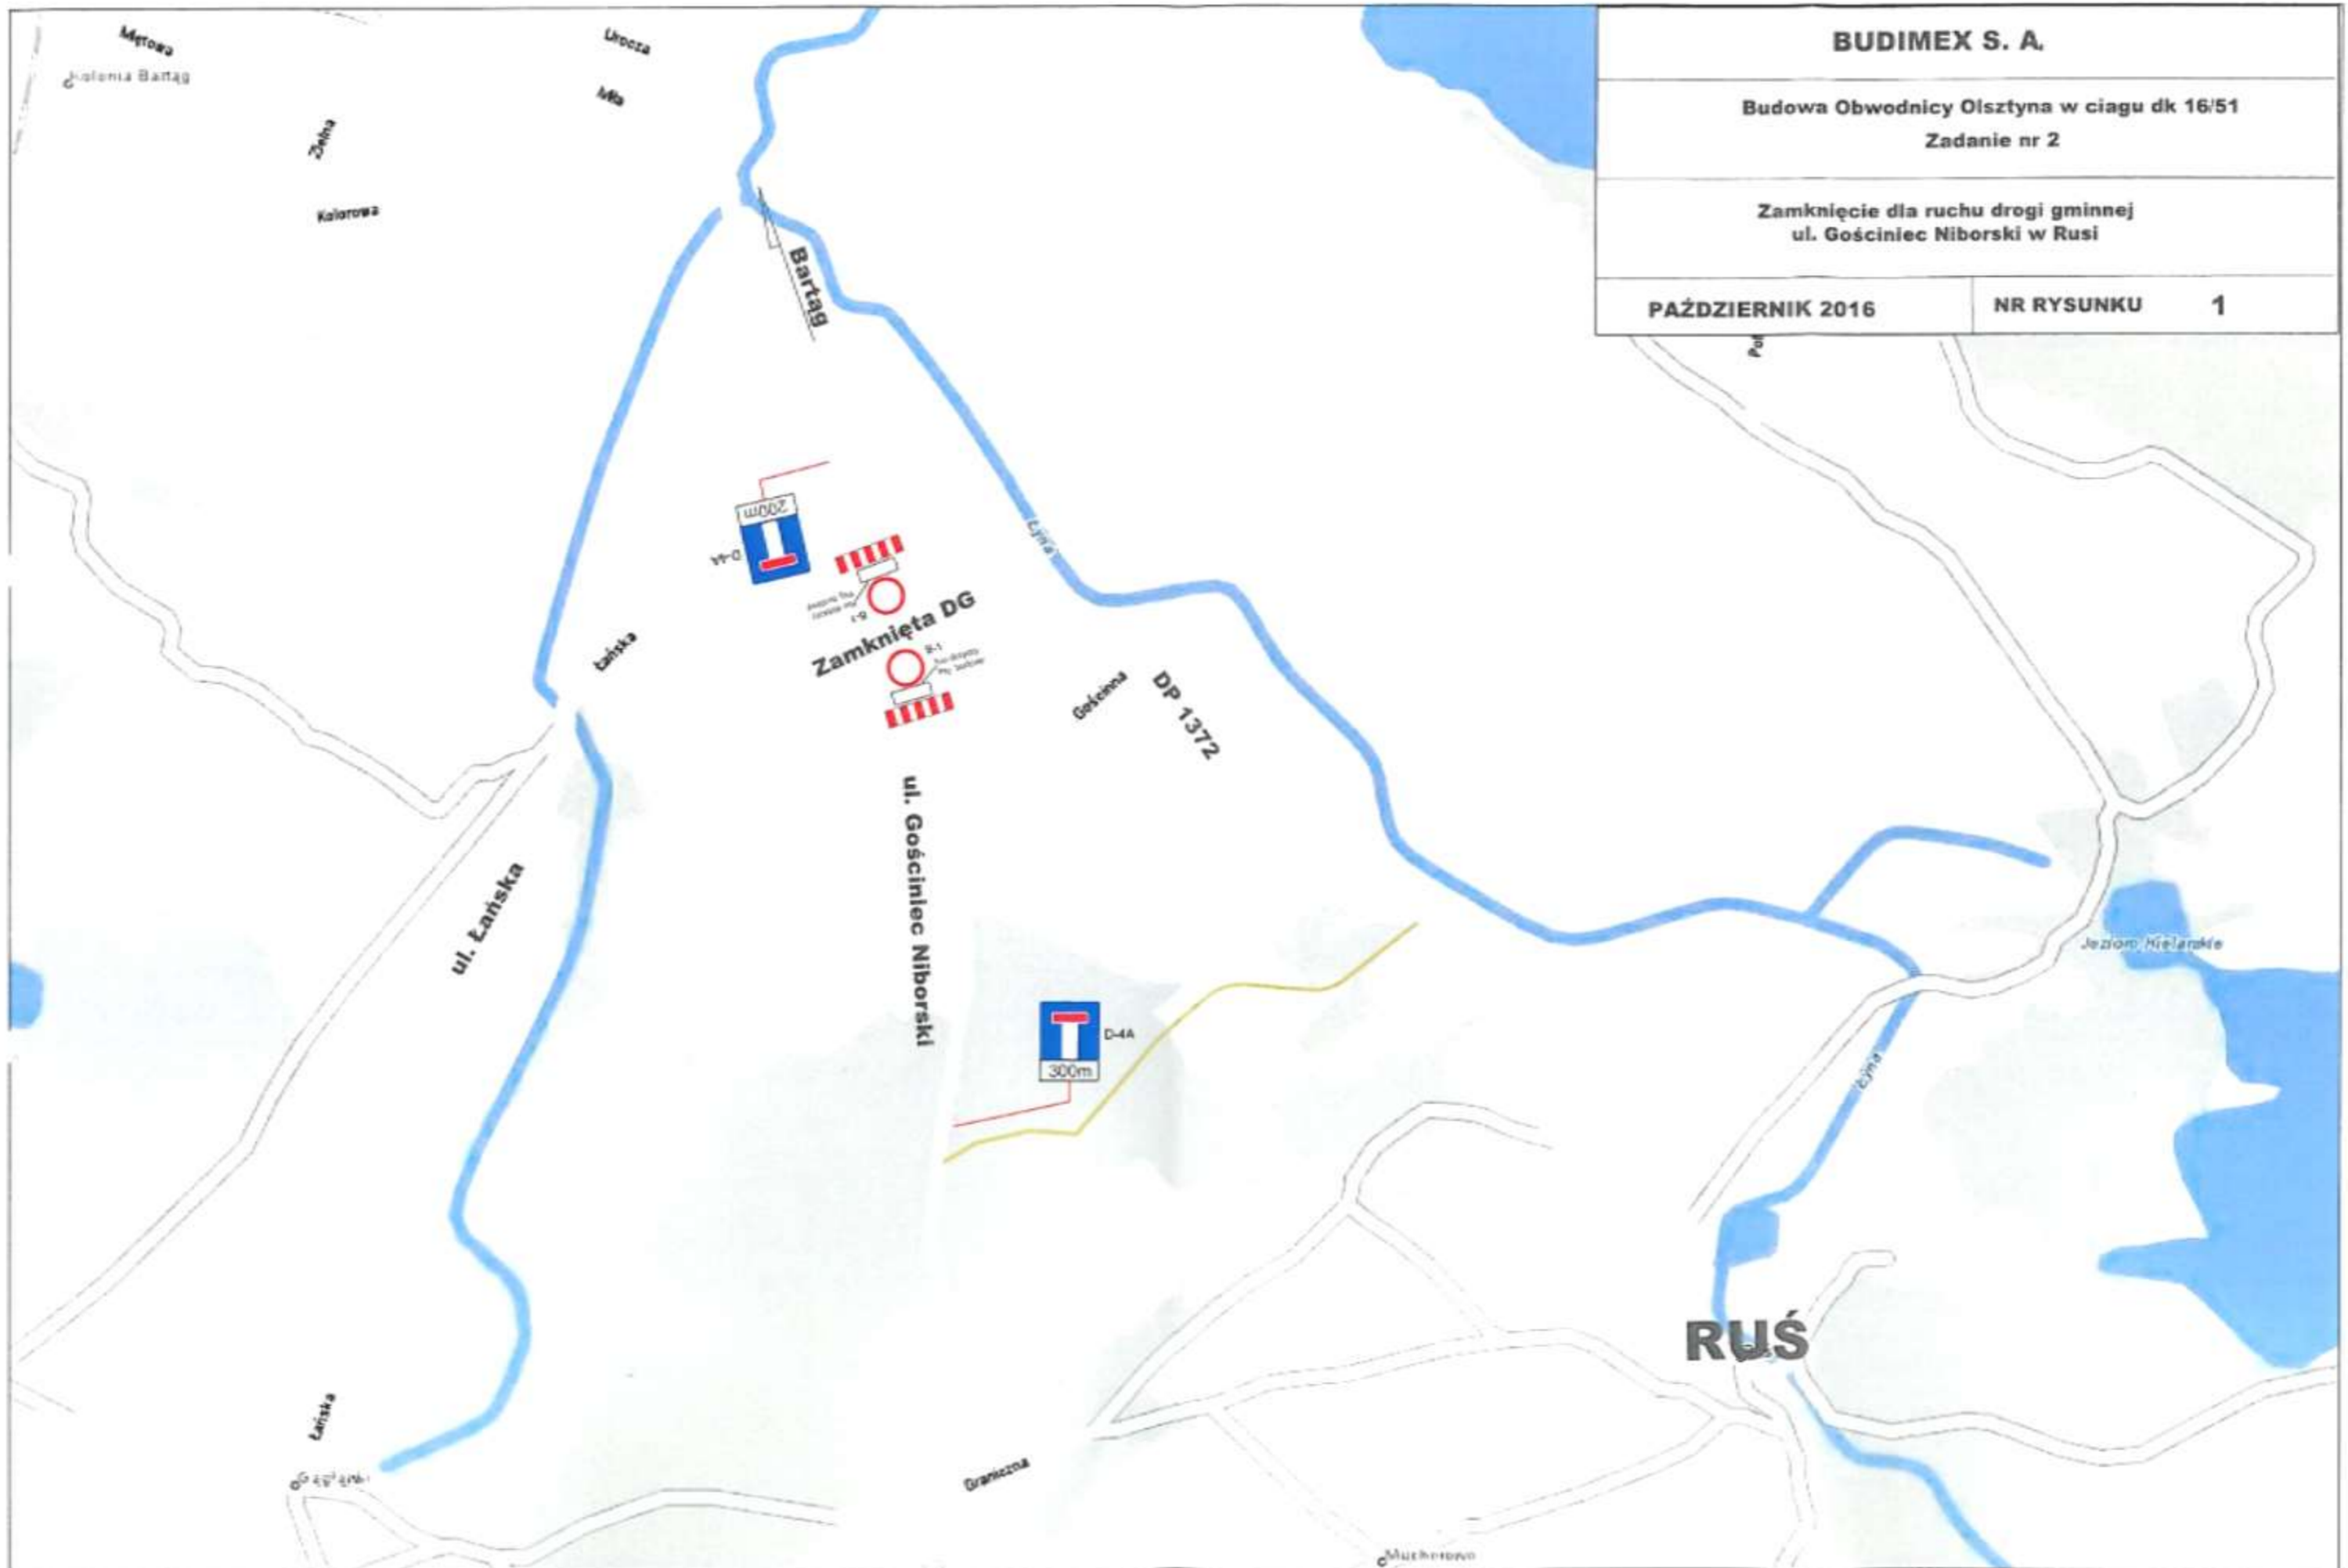 BUDIMEX S. A.
Budowa Obwodnicy Olsztyna w ciagu dk 16/51
Zadanie nr 2
Zamknięcie dla ruchu drogi gminnej
ul. Gościniec Niborski w Rusi
PAŹDZIERNIK 2016
NR RYSUNKU 1
Miętowa
Kolonia Bartąg
Urocza
Miła
Zielna
Kolorowa
Bartąg
200m
D-4A
B-1
Zamknięta DG
B-1
Łyna
Łańska
Gościnna
DP 1372
ul. Łańska
ul. Gościniec Niborski
D-4A
300m
Jezioro Kielarskie
Łyna
RUŚ
Łańska
Graniczna